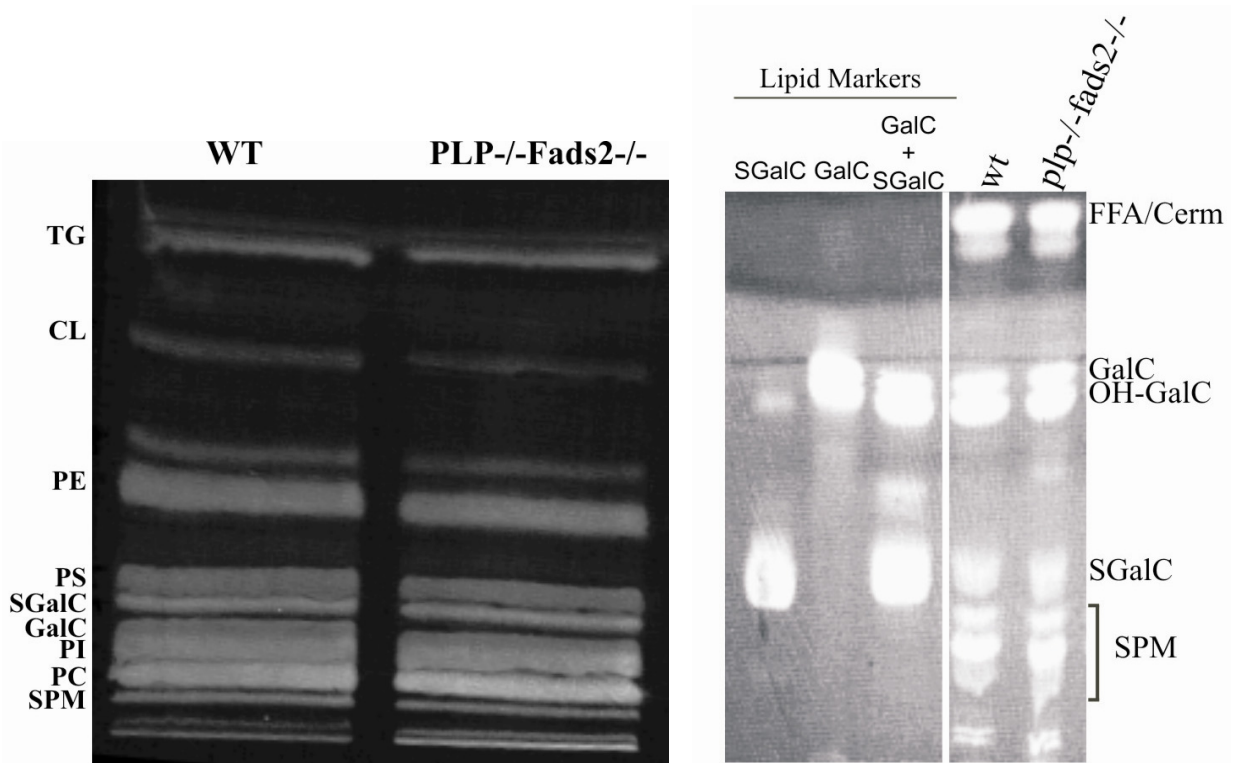 WT PLP-/-Fads2-/-
TG
CL
PE
PS
SGalC
GalC
PI
PC
SPM
Lipid Markers
SGalC GalC GalC
+
SGalC
wt
plp-/-fads2-/-
FFA/Cerm
GalC
OH-GalC
SGalC
SPM